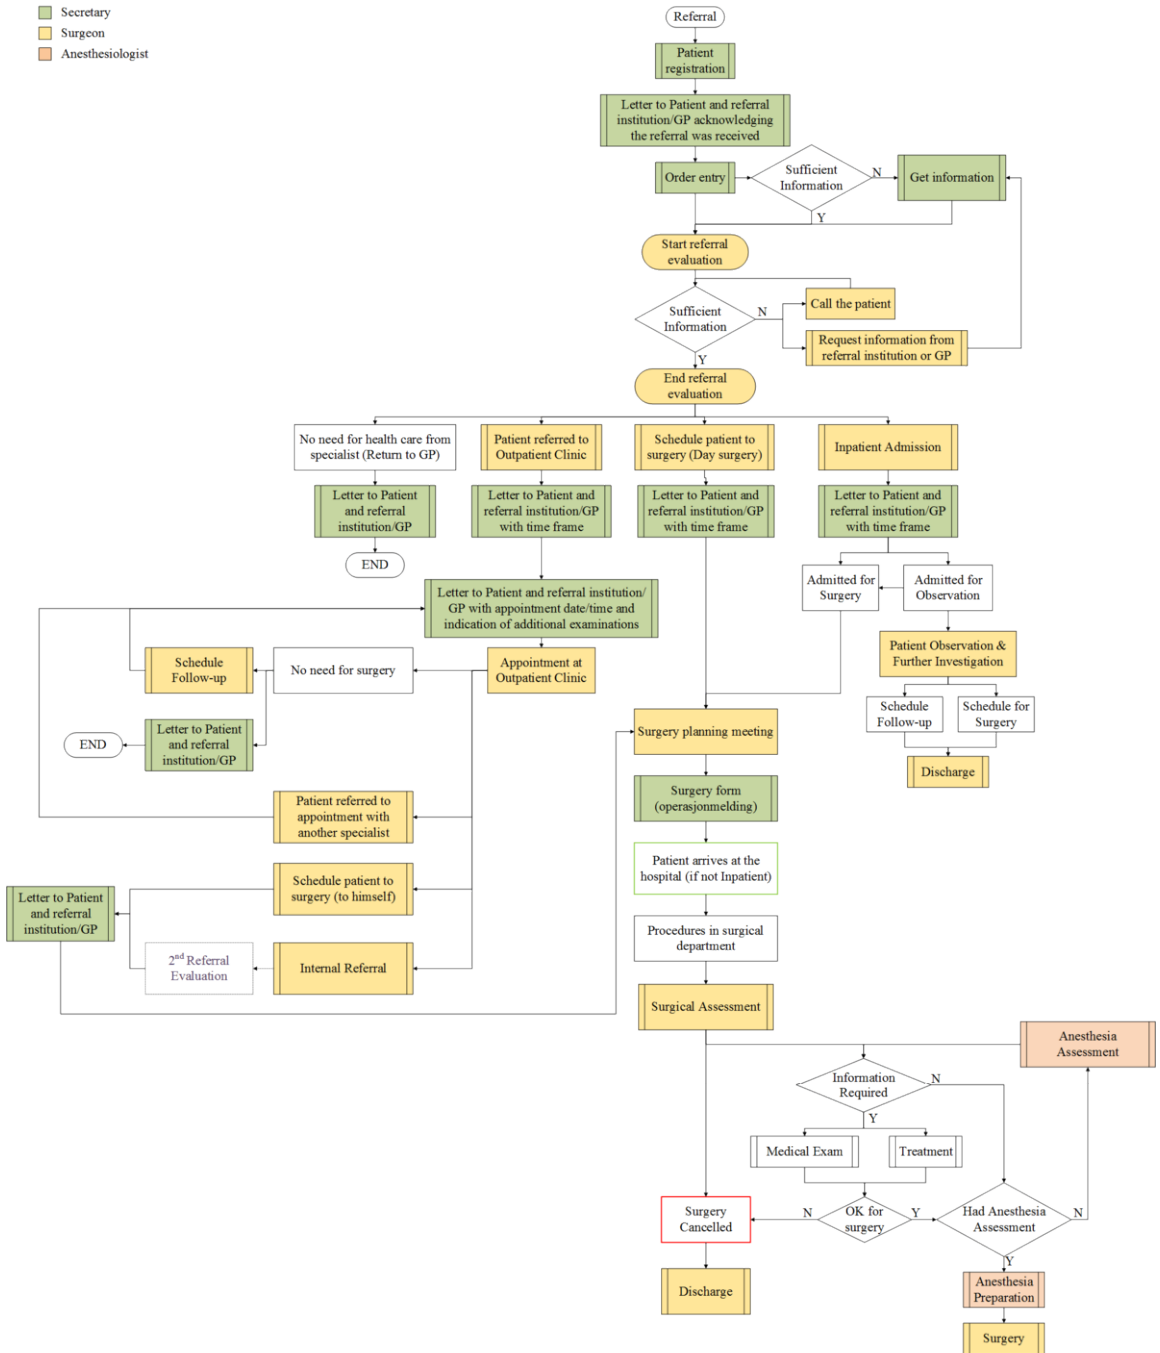 Secretary
Surgeon
Anesthesiologist
Referral
Patient
registration
Letter to Patient and referral
institution/GP acknowledging
the referral was received
Order entry
Sufficient
Information
N
Get information
Y
Start referral
evaluation
Sufficient
Information
N
Call the patient
Request information from
referral institution or GP
Y
End referral
evaluation
No need for health care from
specialist (Return to GP)
Patient referred to
Outpatient Clinic
Schedule patient to
surgery (Day surgery)
Inpatient Admission
Letter to Patient
and referral
institution/GP
Letter to Patient and
referral institution/GP
with time frame
Letter to Patient and
referral institution/GP
with time frame
Letter to Patient and
referral institution/GP
with time frame
END
Admitted for
Surgery
Admitted for
Observation
Letter to Patient and referral institution/
GP with appointment date/time and
indication of additional examinations
Patient Observation &
Further Investigation
Schedule
Follow-up
No need for surgery
Appointment at
Outpatient Clinic
Schedule
Follow-up
Schedule for
Surgery
Letter to Patient
and referral
institution/GP
END
Surgery planning meeting
Discharge
Surgery form
(operasjonmelding)
Patient referred to
appointment with
another specialist
Patient arrives at the
hospital (if not Inpatient)
Schedule patient to
surgery (to himself)
Letter to Patient
and referral
institution/GP
Procedures in surgical
department
2nd Referral
Evaluation
Internal Referral
Surgical Assessment
Anesthesia
Assessment
Information
Required
N
Y
Medical Exam
Treatment
Surgery
Cancelled
N
OK for
surgery
Y
Had Anesthesia
Assessment
N
Y
Discharge
Anesthesia
Preparation
Surgery